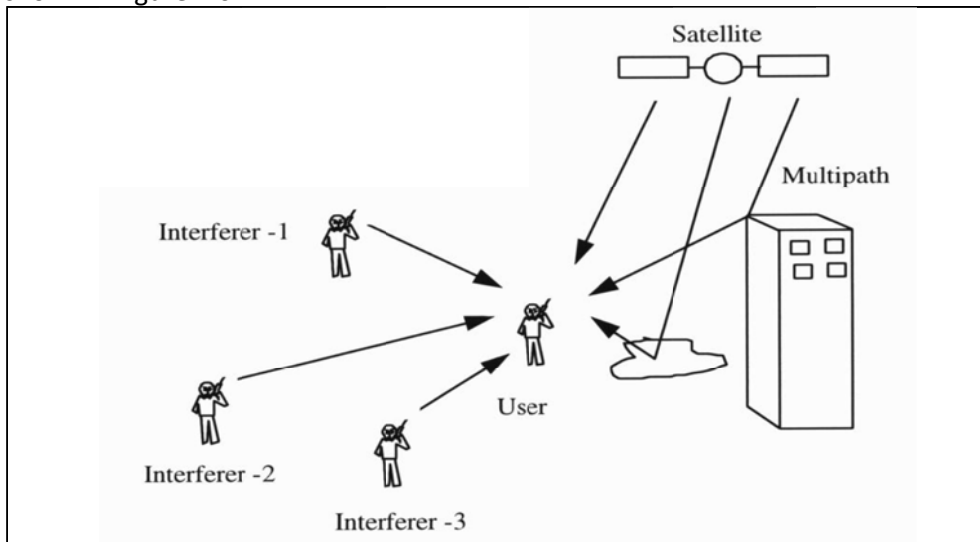 Satellite
Multipath
Interferer -1
User
Interferer -2
Interferer -3